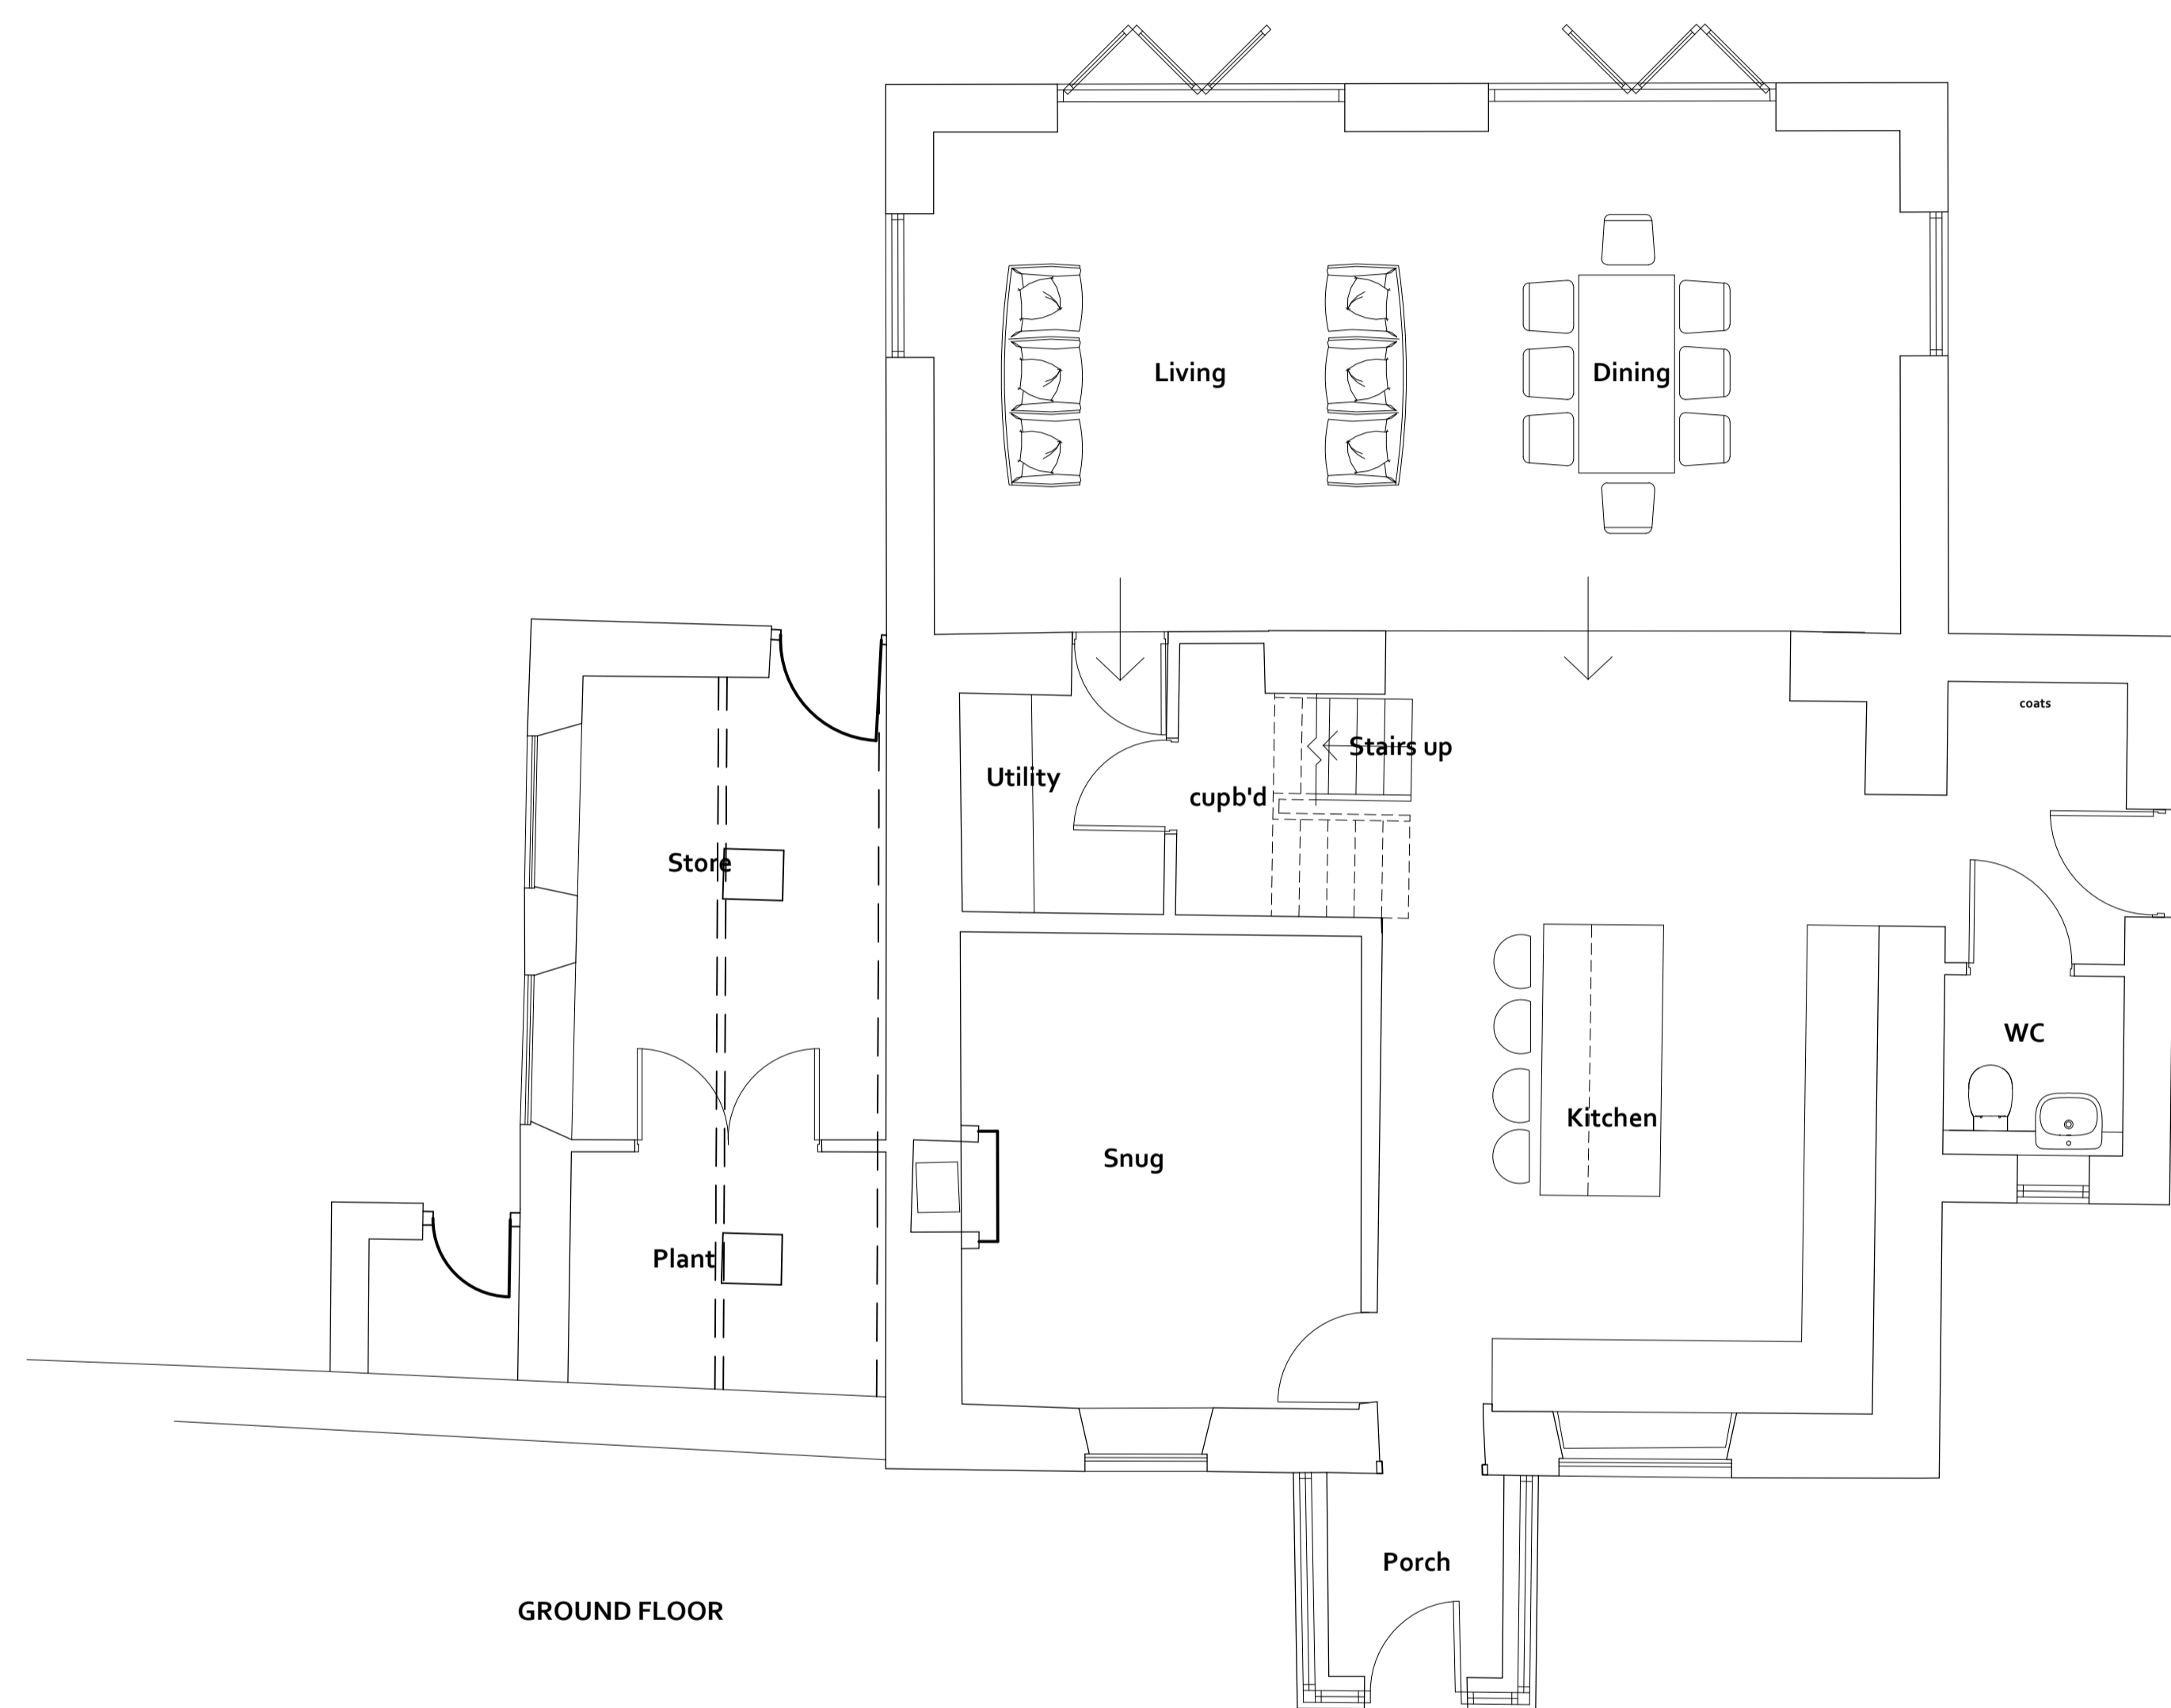 Living
Dining
coats
Stairs up
Utility
cupb'd
Store
WC
Kitchen
Snug
Plant
Porch
GROUND FLOOR